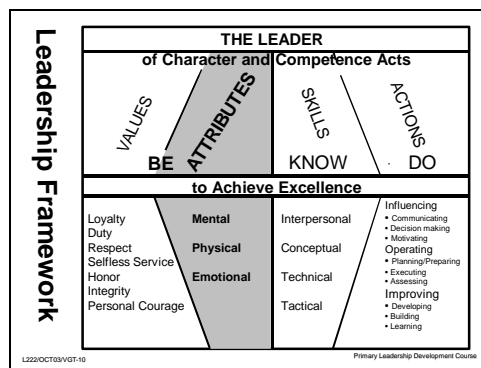 Leadership Framework
THE LEADER
of Character and Competence Acts
VALUES
ATTRIBUTES
SKILLS
ACTIONS
BE
KNOW
DO
to Achieve Excellence
Loyalty
Duty
Respect
Selfless Service
Honor
Integrity
Personal Courage
Mental
Physical
Emotional
Interpersonal
Conceptual
Technical
Tactical
Influencing
• Communicating
• Decision making
• Motivating
Operating
• Planning/Preparing
• Executing
• Assessing
Improving
• Developing
• Building
• Learning
L222/OCT03/VGT-10
Primary Leadership Development Course